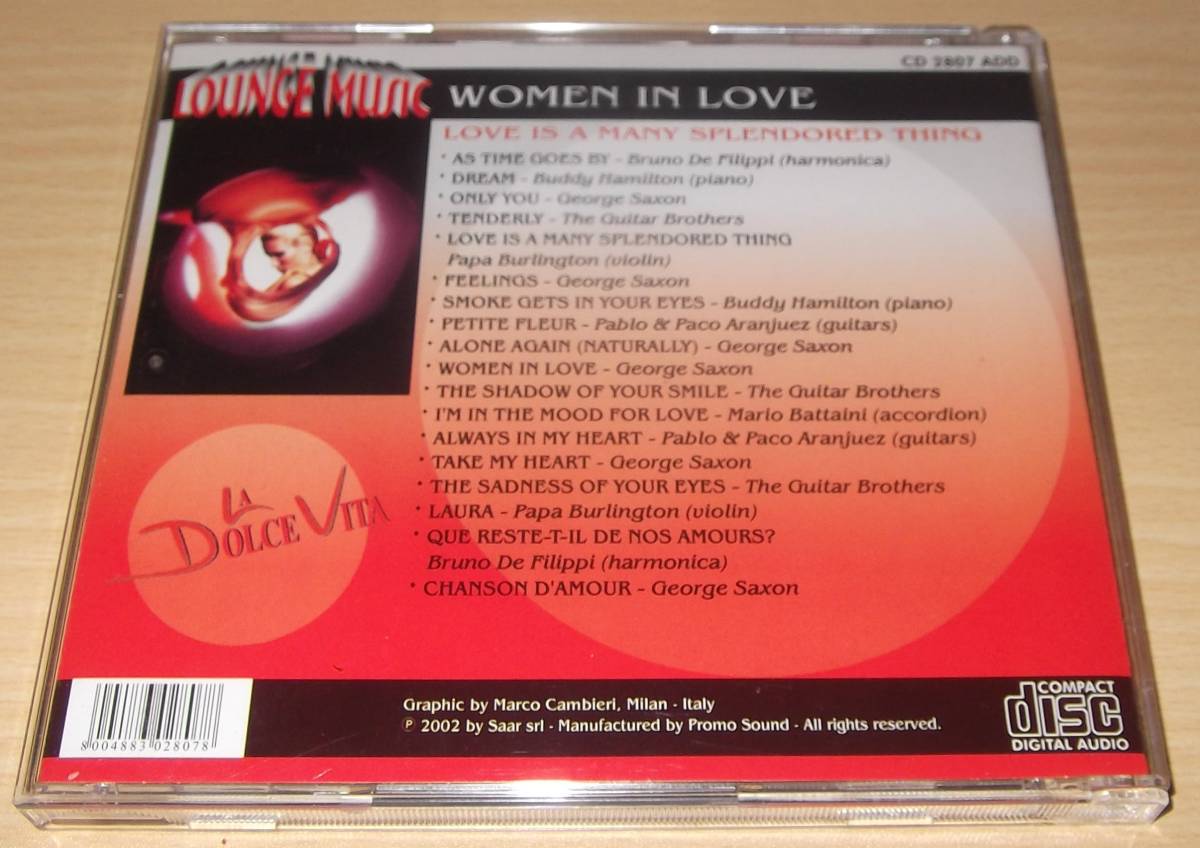 CD 2807 ADD
LOUNGE MUSIC
WOMEN IN LOVE
LOVE IS A MANY SPLENDORED THING
• AS TIME GOES BY - Bruno De Filippi (harmonica)
• DREAM - Buddy Hamilton (piano)
• ONLY YOU - George Saxon
• TENDERLY - The Guitar Brothers
• LOVE IS A MANY SPLENDORED THING
Papa Burlington (violin)
• FEELINGS - George Saxon
• SMOKE GETS IN YOUR EYES - Buddy Hamilton (piano)
• PETITE FLEUR - Pablo & Paco Aranjuez (guitars)
• ALONE AGAIN (NATURALLY) - George Saxon
• WOMEN IN LOVE - George Saxon
• THE SHADOW OF YOUR SMILE - The Guitar Brothers
• I'M IN THE MOOD FOR LOVE - Mario Battaini (accordion)
• ALWAYS IN MY HEART - Pablo & Paco Aranjuez (guitars)
• TAKE MY HEART - George Saxon
• THE SADNESS OF YOUR EYES - The Guitar Brothers
• LAURA - Papa Burlington (violin)
• QUE RESTE-T-IL DE NOS AMOURS?
Bruno De Filippi (harmonica)
• CHANSON D'AMOUR - George Saxon
LA
DOLCE VITA
8 004883 028078
Graphic by Marco Cambieri, Milan - Italy
℗ 2002 by Saar srl - Manufactured by Promo Sound - All rights reserved.
COMPACT
disc
DIGITAL AUDIO